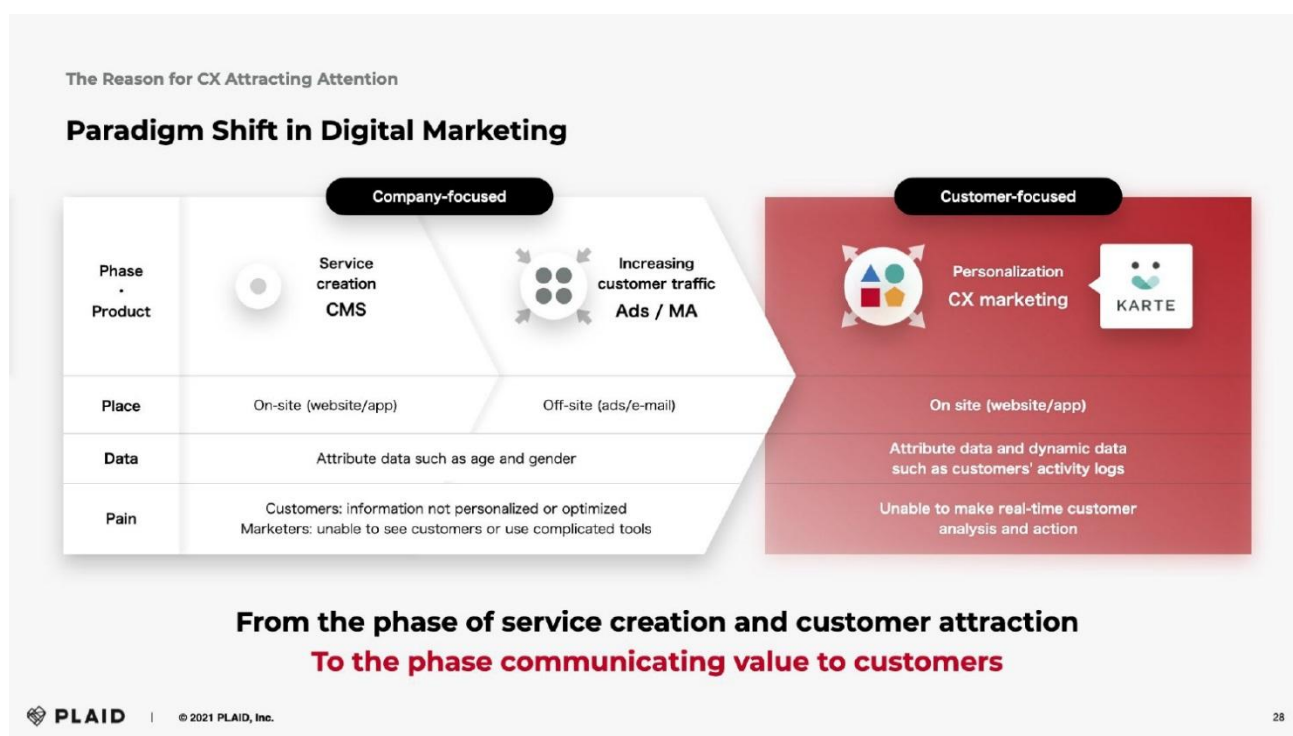 The Reason for CX Attracting Attention
Paradigm Shift in Digital Marketing
Company-focused
Customer-focused
Phase
・
Product
Service
creation
CMS
Increasing
customer traffic
Ads / MA
Personalization
CX marketing
KARTE
Place
On-site (website/app)
Off-site (ads/e-mail)
On site (website/app)
Data
Attribute data such as age and gender
Attribute data and dynamic data
such as customers' activity logs
Pain
Customers: information not personalized or optimized
Marketers: unable to see customers or use complicated tools
Unable to make real-time customer
analysis and action
From the phase of service creation and customer attraction
To the phase communicating value to customers
PLAID | © 2021 PLAID, Inc.
28